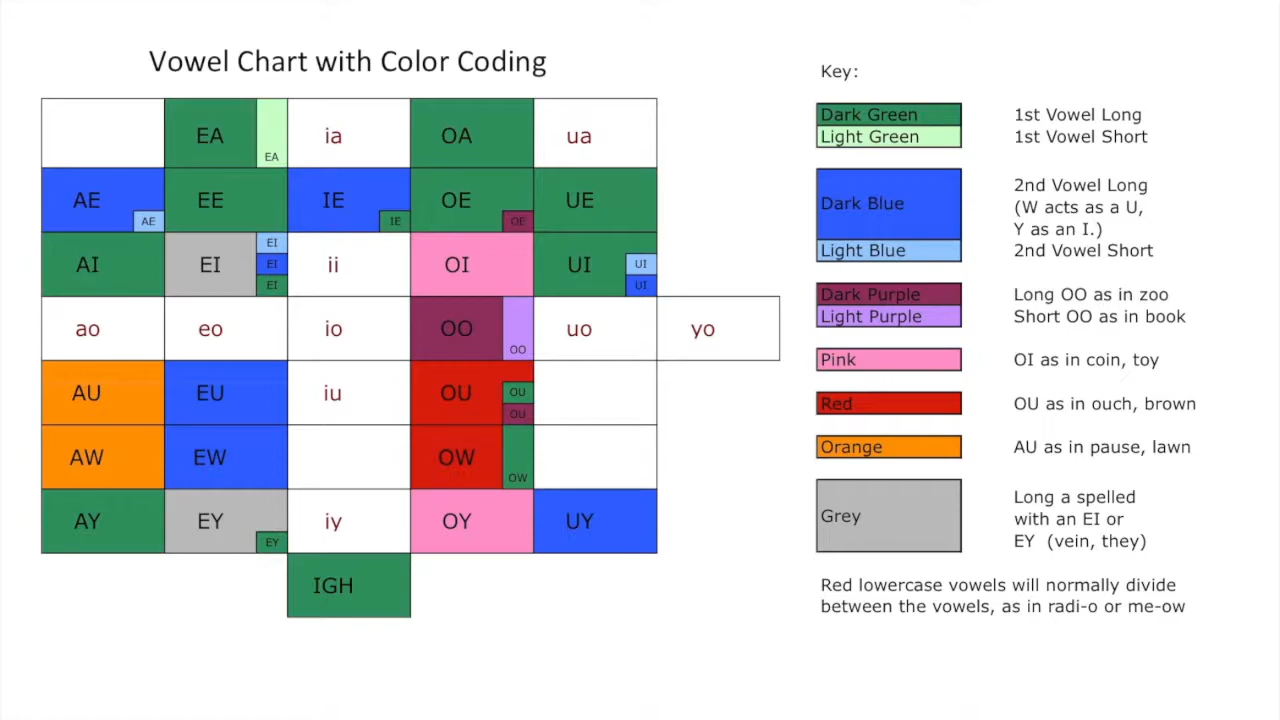 Vowel Chart with Color Coding
EA
EA
ia
OA
ua
AE
AE
EE
IE
IE
OE
OE
UE
AI
EI
EI
EI
EI
ii
OI
UI
UI
UI
ao
eo
io
OO
OO
uo
yo
AU
EU
iu
OU
OU
OU
AW
EW
OW
OW
AY
EY
EY
iy
OY
UY
IGH
Key:
Dark Green
1st Vowel Long
Light Green
1st Vowel Short
Dark Blue
2nd Vowel Long
(W acts as a U,
Y as an I.)
Light Blue
2nd Vowel Short
Dark Purple
Long OO as in zoo
Light Purple
Short OO as in book
Pink
OI as in coin, toy
Red
OU as in ouch, brown
Orange
AU as in pause, lawn
Grey
Long a spelled
with an EI or
EY (vein, they)
Red lowercase vowels will normally divide
between the vowels, as in radi-o or me-ow